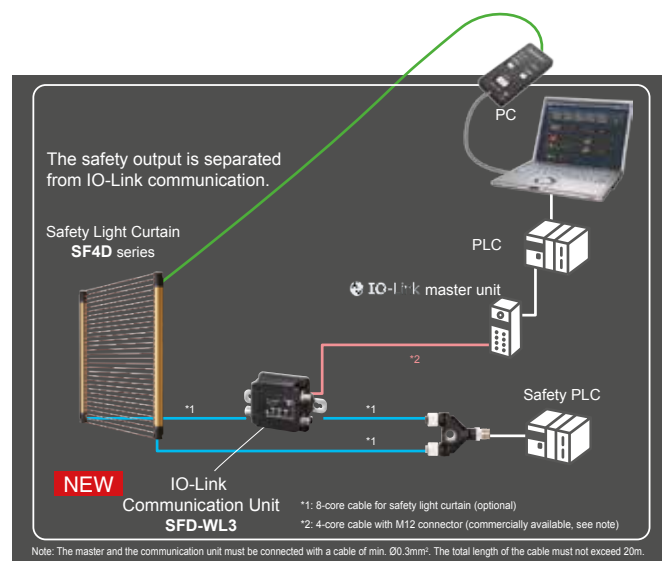 PC
The safety output is separated
from IO-Link communication.
Safety Light Curtain
SF4D series
PLC
IO-Link master unit
*2
Safety PLC
*1
*1
*1
NEW
IO-Link
Communication Unit
SFD-WL3
*1: 8-core cable for safety light curtain (optional)
*2: 4-core cable with M12 connector (commercially available, see note)
Note: The master and the communication unit must be connected with a cable of min. Ø0.3mm². The total length of the cable must not exceed 20m.